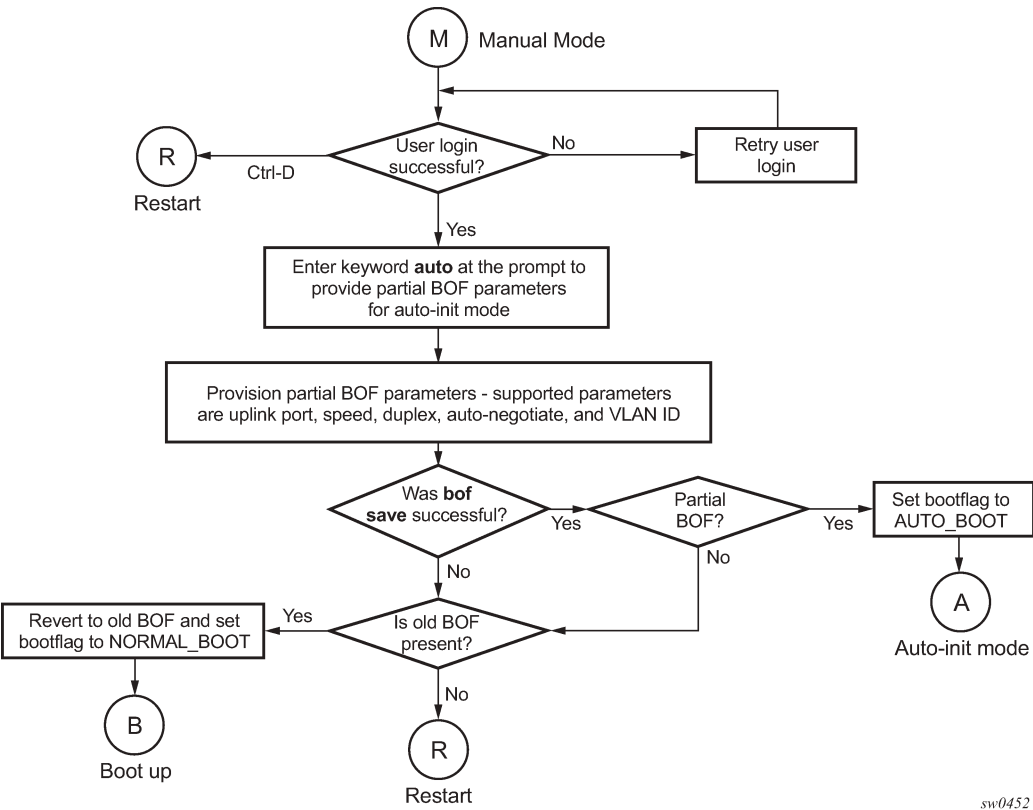 M
Manual Mode
User login
successful?
No
Retry user
login
R
Ctrl-D
Restart
Yes
Enter keyword auto at the prompt to
provide partial BOF parameters
for auto-init mode
Provision partial BOF parameters - supported parameters
are uplink port, speed, duplex, auto-negotiate, and VLAN ID
Was bof
save successful?
Yes
Partial
BOF?
Yes
Set bootflag to
AUTO_BOOT
No
No
A
Auto-init mode
Is old BOF
present?
Yes
Revert to old BOF and set
bootflag to NORMAL_BOOT
No
B
Boot up
R
Restart
sw0452